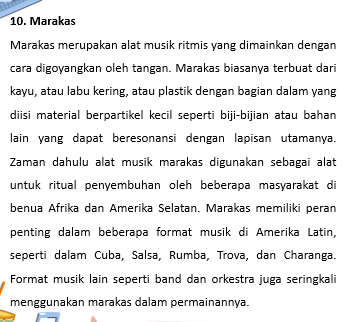 10. Marakas
Marakas merupakan alat musik ritmis yang dimainkan dengan
cara digoyangkan oleh tangan. Marakas biasanya terbuat dari
kayu, atau labu kering, atau plastik dengan bagian dalam yang
diisi material berpartikel kecil seperti biji-bijian atau bahan
lain yang dapat beresonansi dengan lapisan utamanya.
Zaman dahulu alat musik marakas digunakan sebagai alat
untuk ritual penyembuhan oleh beberapa masyarakat di
benua Afrika dan Amerika Selatan. Marakas memiliki peran
penting dalam beberapa format musik di Amerika Latin,
seperti dalam Cuba, Salsa, Rumba, Trova, dan Charanga.
Format musik lain seperti band dan orkestra juga seringkali
menggunakan marakas dalam permainannya.